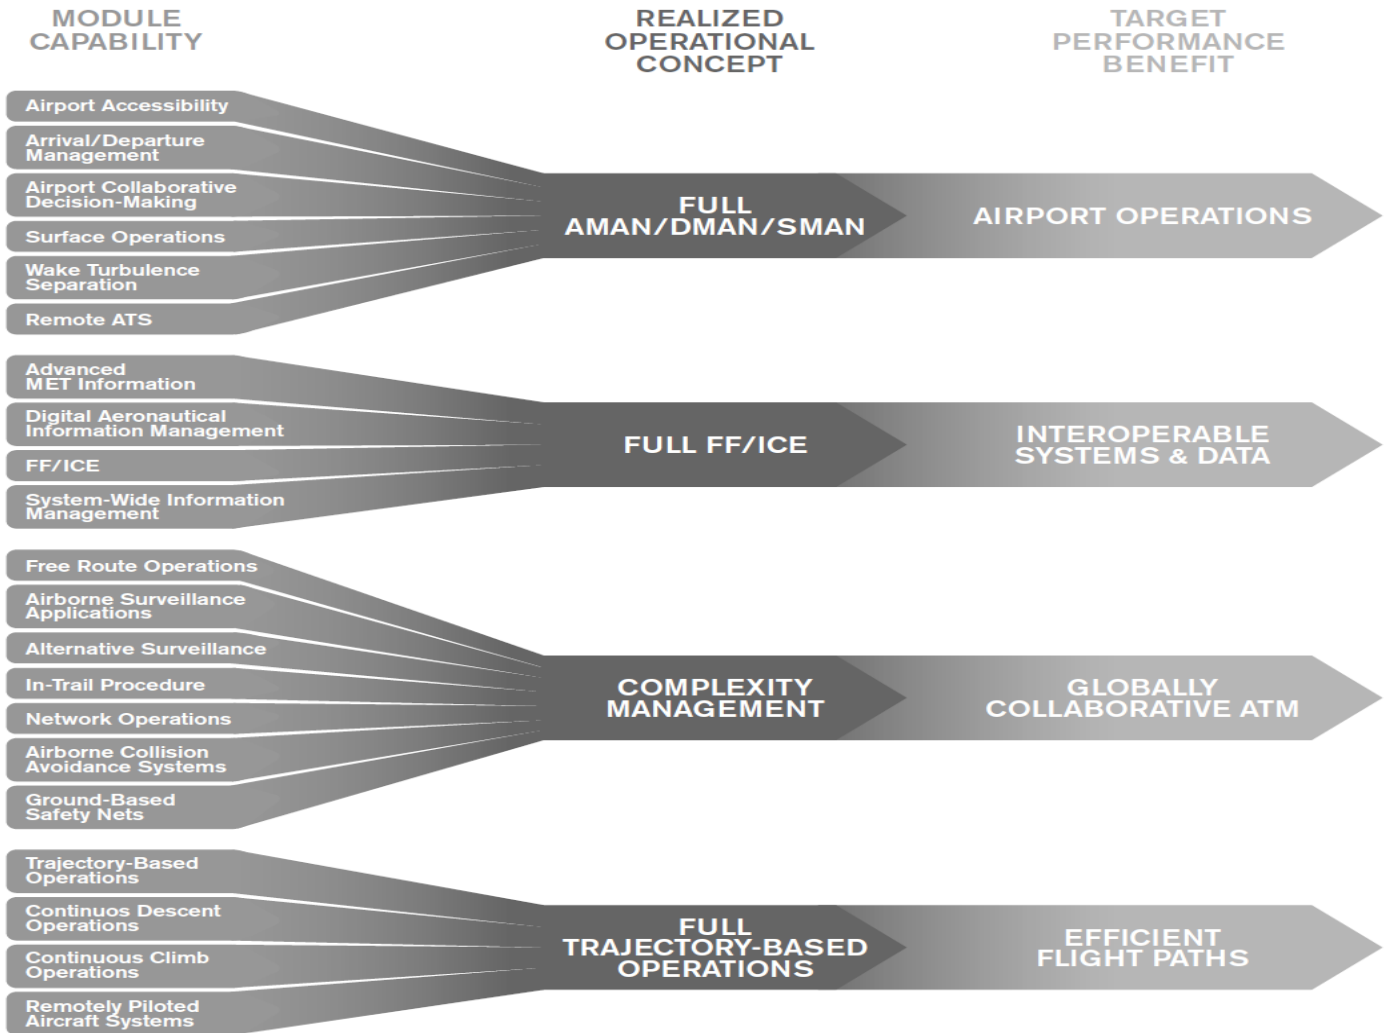 MODULE
CAPABILITY
REALIZED
OPERATIONAL
CONCEPT
TARGET
PERFORMANCE
BENEFIT
Airport Accessibility
Arrival/Departure
Management
Airport Collaborative
Decision-Making
Surface Operations
Wake Turbulence
Separation
Remote ATS
FULL
AMAN/DMAN/SMAN
AIRPORT OPERATIONS
Advanced
MET Information
Digital Aeronautical
Information Management
FF/ICE
System-Wide Information
Management
FULL FF/ICE
INTEROPERABLE
SYSTEMS & DATA
Free Route Operations
Airborne Surveillance
Applications
Alternative Surveillance
In-Trail Procedure
Network Operations
Airborne Collision
Avoidance Systems
Ground-Based
Safety Nets
COMPLEXITY
MANAGEMENT
GLOBALLY
COLLABORATIVE ATM
Trajectory-Based
Operations
Continuos Descent
Operations
Continuous Climb
Operations
Remotely Piloted
Aircraft Systems
FULL
TRAJECTORY-BASED
OPERATIONS
EFFICIENT
FLIGHT PATHS